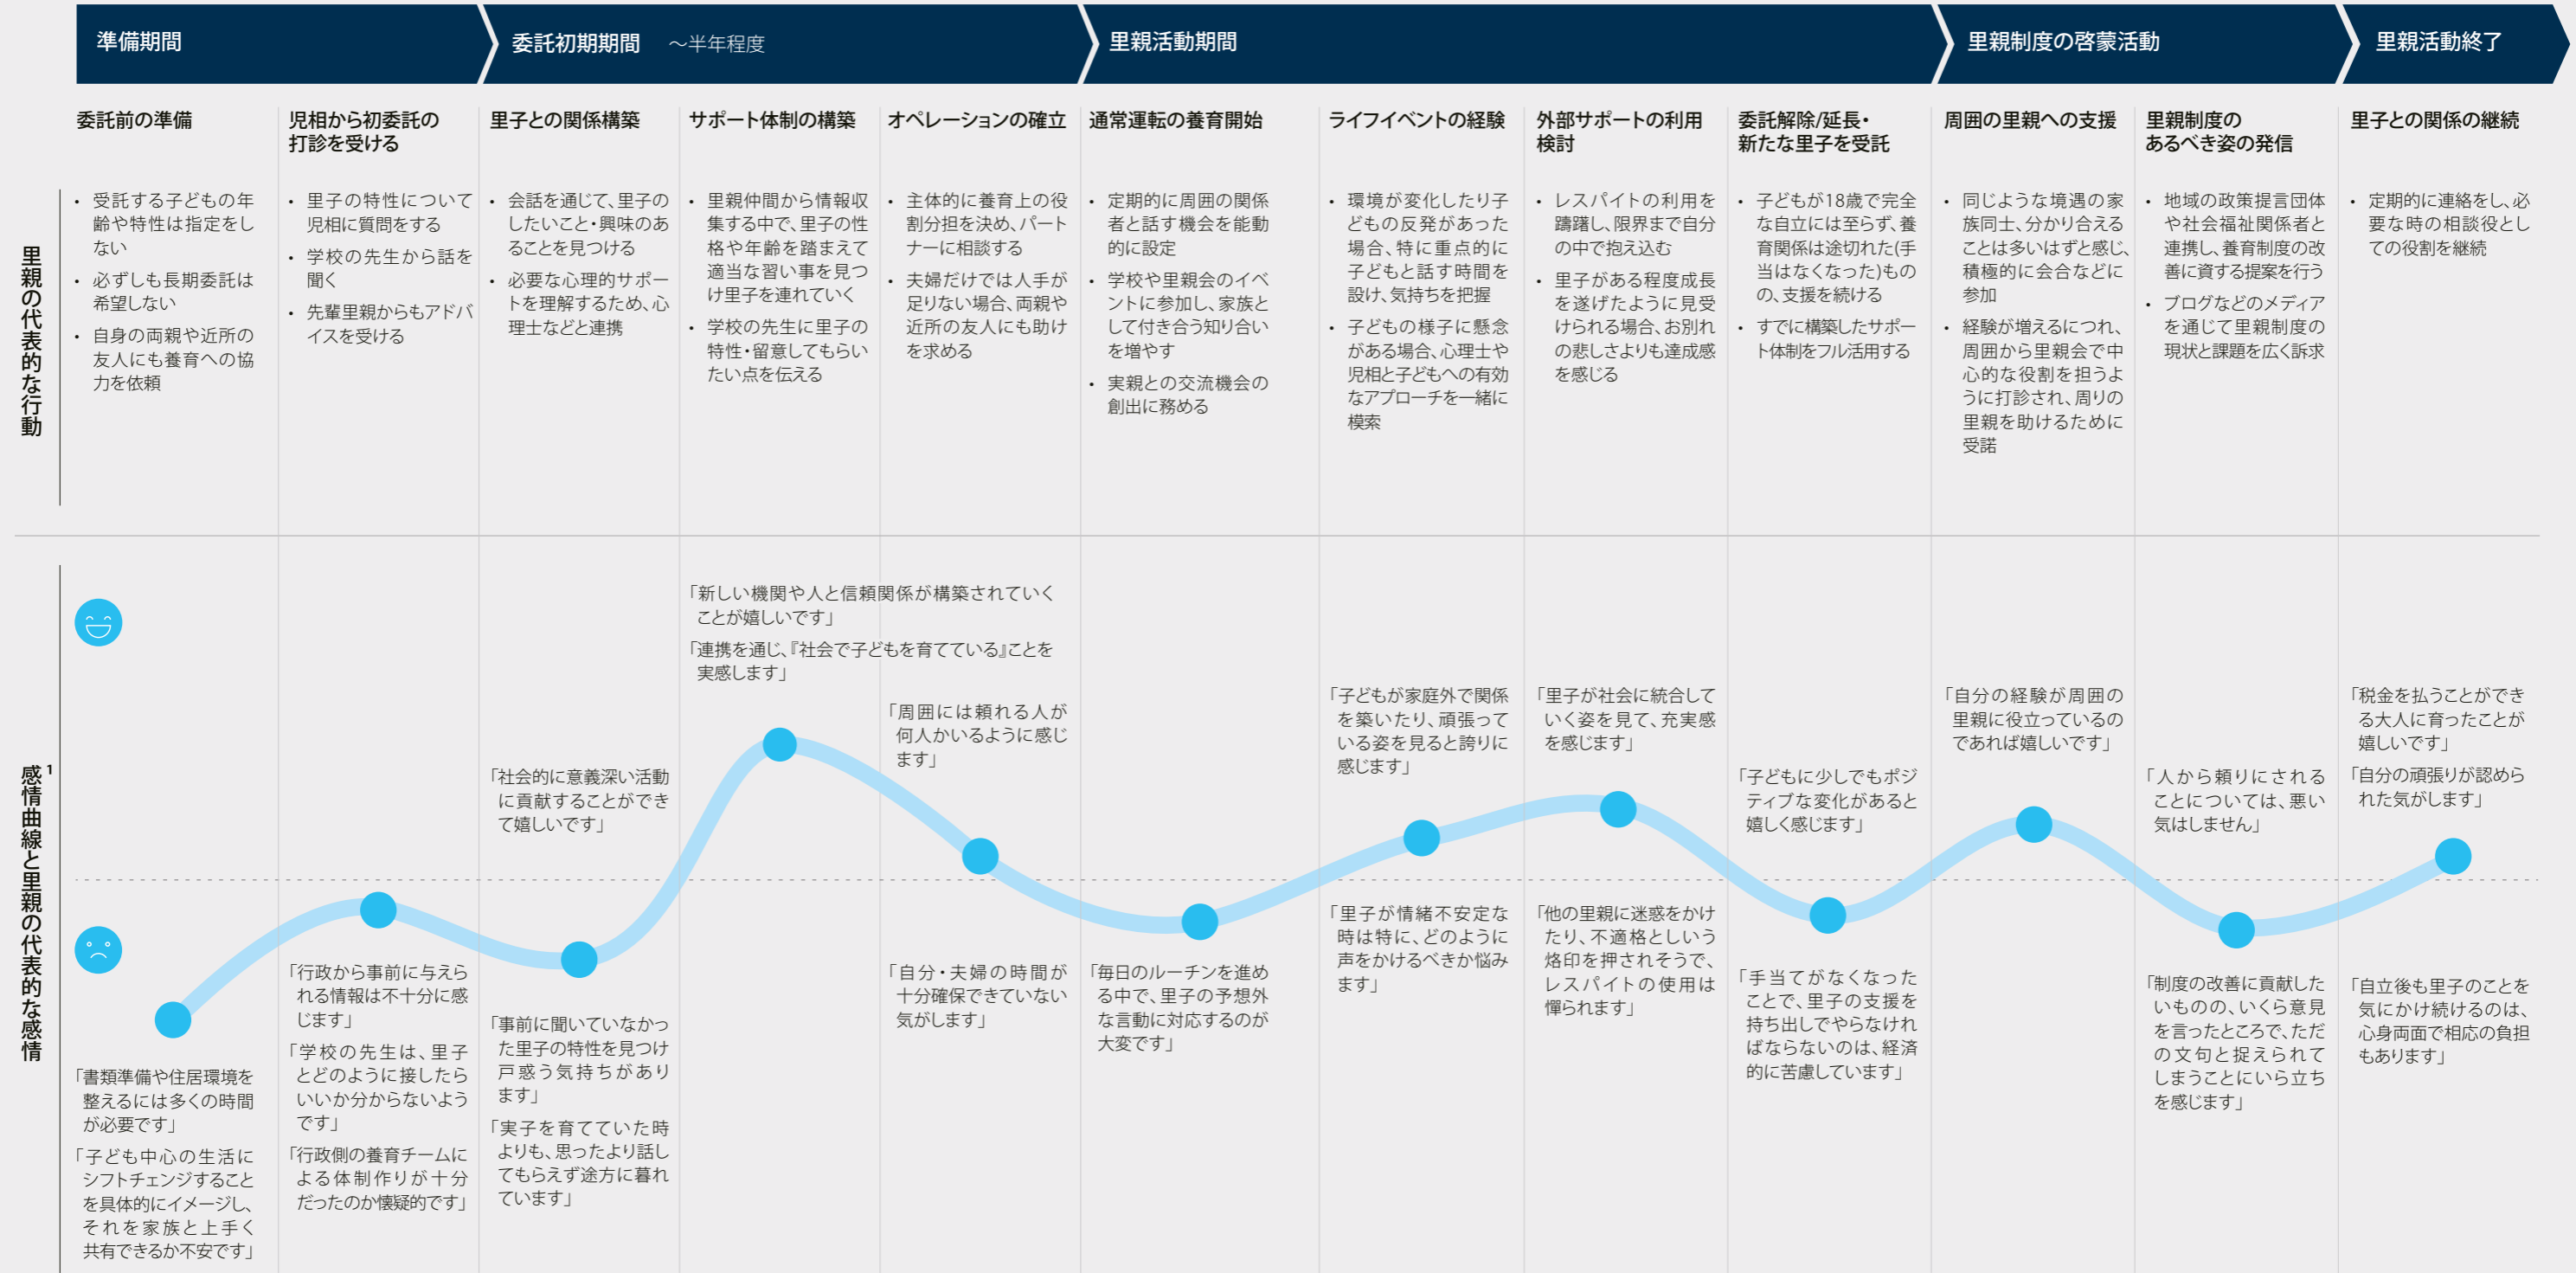 準備期間
委託初期期間 ～半年程度
里親活動期間
里親制度の啓蒙活動
里親活動終了
里親の代表的な行動
委託前の準備
• 受託する子どもの年
齢や特性は指定をし
ない
• 必ずしも長期委託は
希望しない
• 自身の両親や近所の
友人にも養育への協
力を依頼
児相から初委託の
打診を受ける
• 里子の特性について
児相に質問をする
• 学校の先生から話を
聞く
• 先輩里親からもアドバ
イスを受ける
里子との関係構築
• 会話を通じて、里子の
したいこと・興味のあ
ることを見つける
• 必要な心理的サポー
トを理解するため、心
理士などと連携
サポート体制の構築
• 里親仲間から情報収
集する中で、里子の性
格や年齢を踏まえて
適当な習い事を見つ
け里子を連れていく
• 学校の先生に里子の
特性・留意してもらい
たい点を伝える
オペレーションの確立
• 主体的に養育上の役
割分担を決め、パート
ナーに相談する
• 夫婦だけでは人手が
足りない場合、両親や
近所の友人にも助け
を求める
通常運転の養育開始
• 定期的に周囲の関係
者と話す機会を能動
的に設定
• 学校や里親会のイベ
ントに参加し、家族と
して付き合う知り合い
を増やす
• 実親との交流機会の
創出に務める
ライフイベントの経験
• 環境が変化したり子
どもの反発があった
場合、特に重点的に
子どもと話す時間を
設け、気持ちを把握
• 子どもの様子に懸念
がある場合、心理士や
児相と子どもへの有効
なアプローチを一緒に
模索
外部サポートの利用
検討
• レスパイトの利用を
躊躇し、限界まで自分
の中で抱え込む
• 里子がある程度成長
を遂げたように見受
けられる場合、お別れ
の悲しさよりも達成感
を感じる
委託解除/延長・
新たな里子を受託
• 子どもが18歳で完全
な自立には至らず、養
育関係は途切れた(手
当はなくなった)もの
の、支援を続ける
• すでに構築したサポー
ト体制をフル活用する
周囲の里親への支援
• 同じような境遇の家
族同士、分かり合える
ことは多いはずと感じ、
積極的に会合などに
参加
• 経験が増えるにつれ、
周囲から里親会で中
心的な役割を担うよ
うに打診され、周りの
里親を助けるために
受諾
里親制度の
あるべき姿の発信
• 地域の政策提言団体
や社会福祉関係者と
連携し、養育制度の改
善に資する提案を行う
• ブログなどのメディア
を通じて里親制度の
現状と課題を広く訴求
里子との関係の継続
• 定期的に連絡をし、必
要な時の相談役とし
ての役割を継続
感情曲線と里親の代表的な感情1
「書類準備や住居環境を
整えるには多くの時間
が必要です」
「子ども中心の生活に
シフトチェンジすること
を具体的にイメージし、
それを家族と上手く
共有できるか不安です」
「行政から事前に与えら
れる情報は不十分に感
じます」
「学校の先生は、里子
とどのように接したら
いいか分からないよう
です」
「行政側の養育チームに
よる体制作りが十分
だったのか懐疑的です」
「社会的に意義深い活動
に貢献することができ
て嬉しいです」
「事前に聞いていなかっ
た里子の特性を見つけ
戸惑う気持ちがあり
ます」
「実子を育てていた時
よりも、思ったより話し
てもらえず途方に暮れ
ています」
「新しい機関や人と信頼関係が構築されていく
ことが嬉しいです」
「連携を通じ、『社会で子どもを育てている』ことを
実感します」
「周囲には頼れる人が
何人かいるように感じ
ます」
「自分・夫婦の時間が
十分確保できていない
気がします」
「毎日のルーチンを進め
る中で、里子の予想外
な言動に対応するのが
大変です」
「子どもが家庭外で関係
を築いたり、頑張って
いる姿を見ると誇りに
感じます」
「里子が情緒不安定な
時は特に、どのように
声をかけるべきか悩み
ます」
「里子が社会に統合して
いく姿を見て、充実感
を感じます」
「他の里親に迷惑をかけ
たり、不適格としいう
烙印を押されそうで、
レスパイトの使用は
憚られます」
「子どもに少しでもポジ
ティブな変化があると
嬉しく感じます」
「手当てがなくなった
ことで、里子の支援を
持ち出しでやらなけれ
ばならないのは、経済
的に苦慮しています」
「自分の経験が周囲の
里親に役立っているの
であれば嬉しいです」
「人から頼りにされる
ことについては、悪い
気はしません」
「制度の改善に貢献した
いものの、いくら意見
を言ったところで、ただ
の文句と捉えられて
しまうことにいら立ち
を感じます」
「税金を払うことができ
る大人に育ったことが
嬉しいです」
「自分の頑張りが認めら
れた気がします」
「自立後も里子のことを
気にかけ続けるのは、
心身両面で相応の負担
もあります」